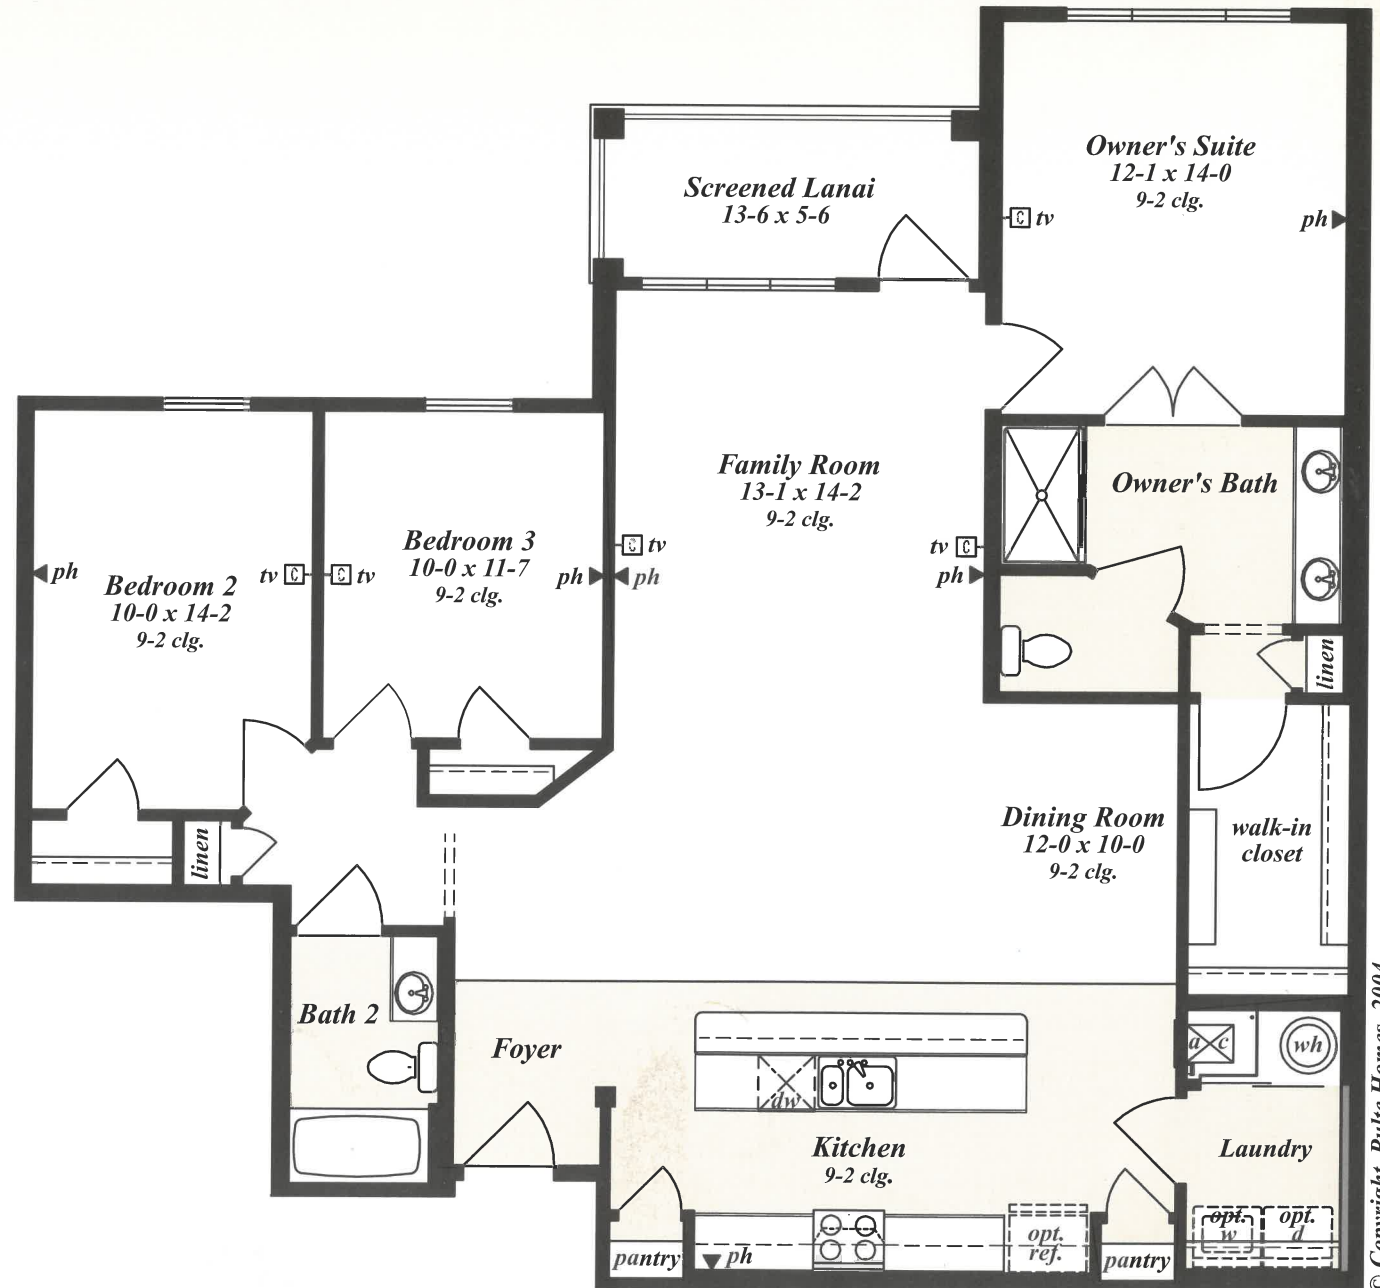 Owner's Suite
12-1 x 14-0
9-2 clg.
tv
ph
Screened Lanai
13-6 x 5-6
Family Room
13-1 x 14-2
9-2 clg.
tv
ph
tv
ph
Owner's Bath
linen
Bedroom 3
10-0 x 11-7
9-2 clg.
tv
ph
Bedroom 2
10-0 x 14-2
9-2 clg.
ph
tv
linen
Dining Room
12-0 x 10-0
9-2 clg.
walk-in
closet
Bath 2
Foyer
a c
wh
dw
Kitchen
9-2 clg.
Laundry
pantry
ph
opt.
ref.
pantry
opt.
w
opt.
d
© Copyright Pulte Homes, 2004